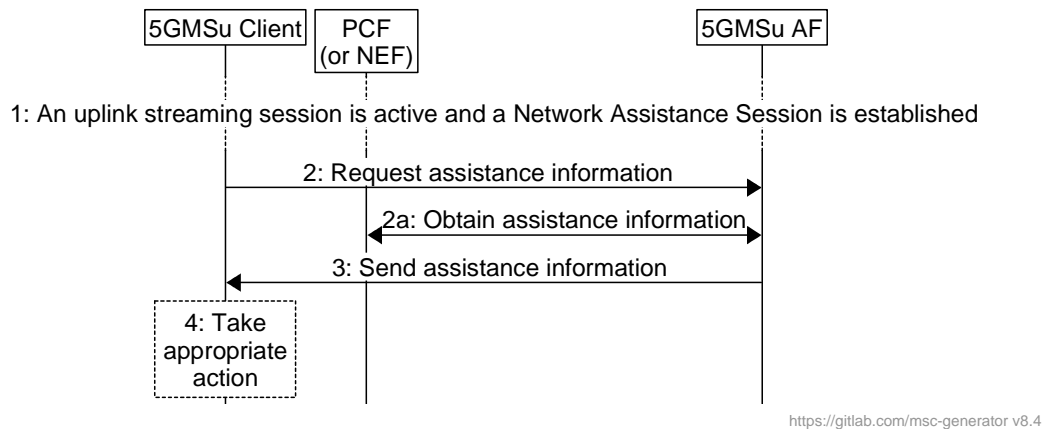 5GMSu Client
PCF
(or NEF)
5GMSu AF
1: An uplink streaming session is active and a Network Assistance Session is established
2: Request assistance information
2a: Obtain assistance information
3: Send assistance information
4: Take
appropriate
action
https://gitlab.com/msc-generator v8.4